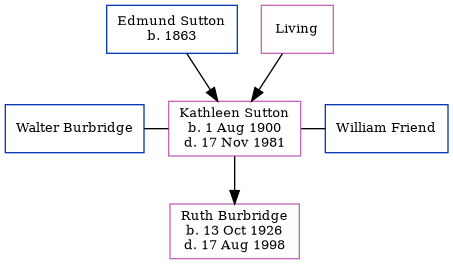 Edmund Sutton
b. 1863
Living
Walter Burbridge
Kathleen Sutton
b. 1 Aug 1900
d. 17 Nov 1981
William Friend
Ruth Burbridge
b. 13 Oct 1926
d. 17 Aug 1998